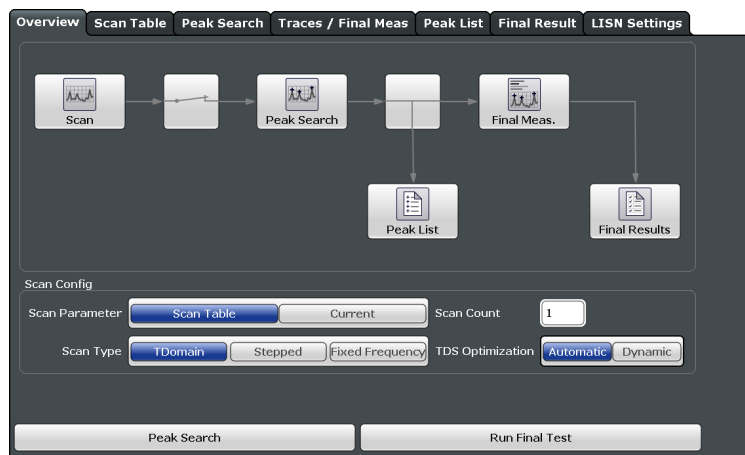 Overview Scan Table Peak Search Traces / Final Meas Peak List Final Result LISN Settings
Scan
Peak Search
Final Meas.
Peak List
Final Results
Scan Config
Scan Parameter Scan Table Current Scan Count 1
Scan Type TDomain Stepped Fixed Frequency TDS Optimization Automatic Dynamic
Peak Search Run Final Test